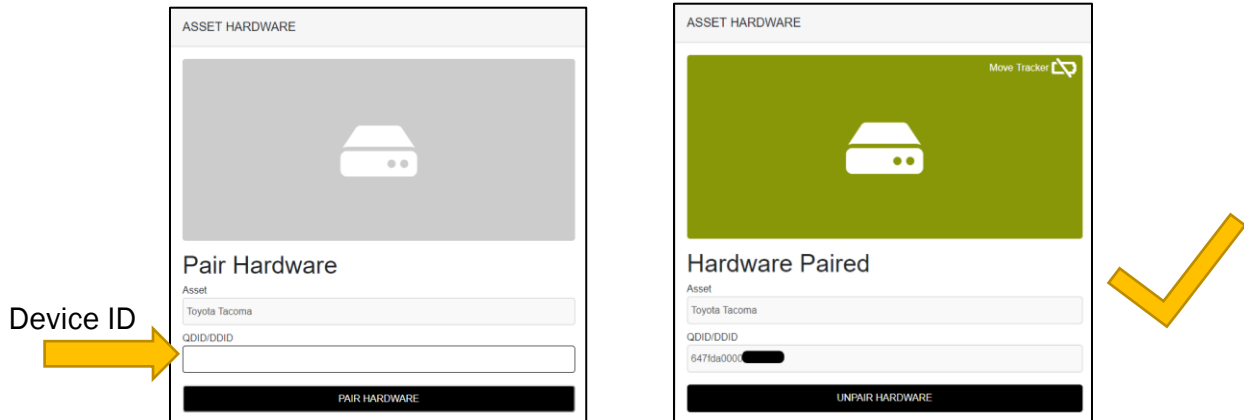 ASSET HARDWARE
Pair Hardware
Asset
Toyota Tacoma
Device ID
QDID/DDID
PAIR HARDWARE
ASSET HARDWARE
Move Tracker
Hardware Paired
Asset
Toyota Tacoma
QDID/DDID
647fda0000
UNPAIR HARDWARE